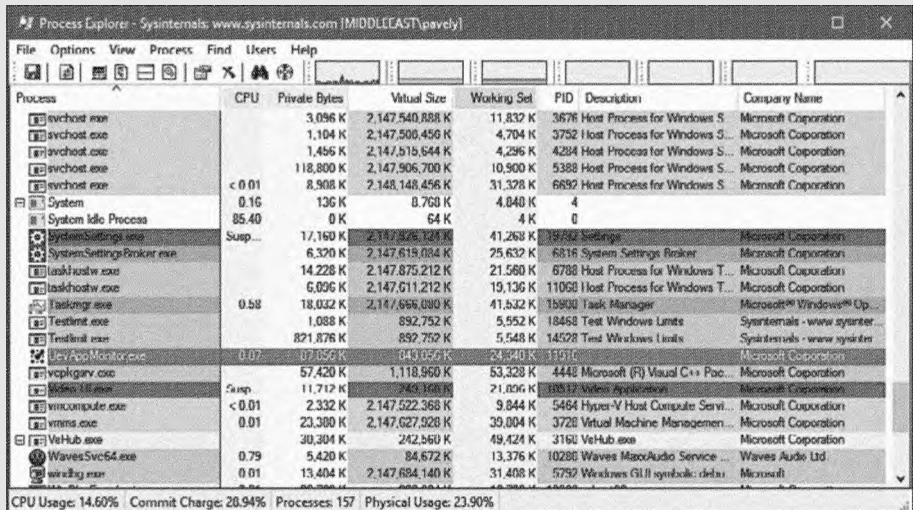 Process Explorer - Sysinternals: www.sysinternals.com [MIDDLEEAST\pavely]
File Options View Process Find Users Help
Process CPU Private Bytes Virtual Size Working Set PID Description Company Name
svchost.exe 3,096 K 2,147,540,888 K 11,832 K 3676 Host Process for Windows S... Microsoft Corporation
svchost.exe 1,104 K 2,147,508,456 K 4,704 K 3752 Host Process for Windows S... Microsoft Corporation
svchost.exe 1,456 K 2,147,515,644 K 4,296 K 4284 Host Process for Windows S... Microsoft Corporation
svchost.exe 118,800 K 2,147,906,700 K 10,900 K 5388 Host Process for Windows S... Microsoft Corporation
svchost.exe < 0.01 8,908 K 2,148,148,456 K 31,328 K 6692 Host Process for Windows S... Microsoft Corporation
System 0.16 136 K 8,768 K 4,848 K 4
System Idle Process 85.40 0 K 64 K 4 K 0
SystemSettings.exe Susp... 17,160 K 41,268 K Settings Microsoft Corporation
SystemSettingsBroker.exe 6,320 K 2,147,619,084 K 25,632 K 6816 System Settings Broker Microsoft Corporation
taskhostw.exe 14,228 K 2,147,875,212 K 21,560 K 6788 Host Process for Windows T... Microsoft Corporation
taskhostw.exe 6,096 K 2,147,611,212 K 19,136 K 11068 Host Process for Windows T... Microsoft Corporation
Taskmgr.exe 0.58 18,032 K 2,147,666,080 K 41,532 K 15900 Task Manager Microsoft® Windows® Op...
Testlimit.exe 1,088 K 892,752 K 5,552 K 18468 Test Windows Limits Sysinternals - www.sysinter...
Testlimit.exe 821,876 K 892,752 K 5,548 K 14528 Test Windows Limits Sysinternals - www.sysinter...
0.07 24,340 K Microsoft Corporation
vcpkgsrv.exe 57,420 K 1,118,960 K 53,328 K 4448 Microsoft (R) Visual C++ Pac... Microsoft Corporation
Video.UI.exe Susp... 11,712 K Video Application Microsoft Corporation
vmcompute.exe < 0.01 2,332 K 2,147,522,368 K 9,844 K 5464 Hyper-V Host Compute Servi... Microsoft Corporation
vmms.exe 0.01 23,380 K 2,147,627,928 K 39,804 K 3728 Virtual Machine Managemen... Microsoft Corporation
VsHub.exe 30,304 K 242,560 K 49,424 K 3160 VsHub.exe Microsoft Corporation
WavesSvc64.exe 0.79 5,420 K 84,672 K 13,376 K 10280 Waves MaxxAudio Service ... Waves Audio Ltd.
windbg.exe 0.01 13,404 K 2,147,684,140 K 31,408 K 5792 Windows GUI symbolic debu... Microsoft
CPU Usage: 14.60% Commit Charge: 28.94% Processes: 157 Physical Usage: 23.90%